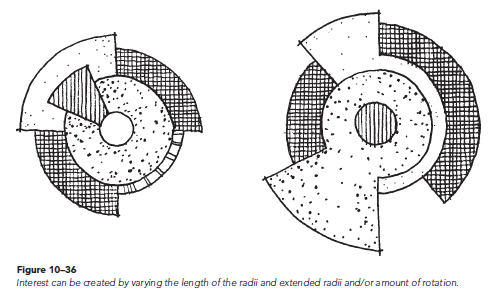 Figure 10–36
Interest can be created by varying the length of the radii and extended radii and/or amount of rotation.